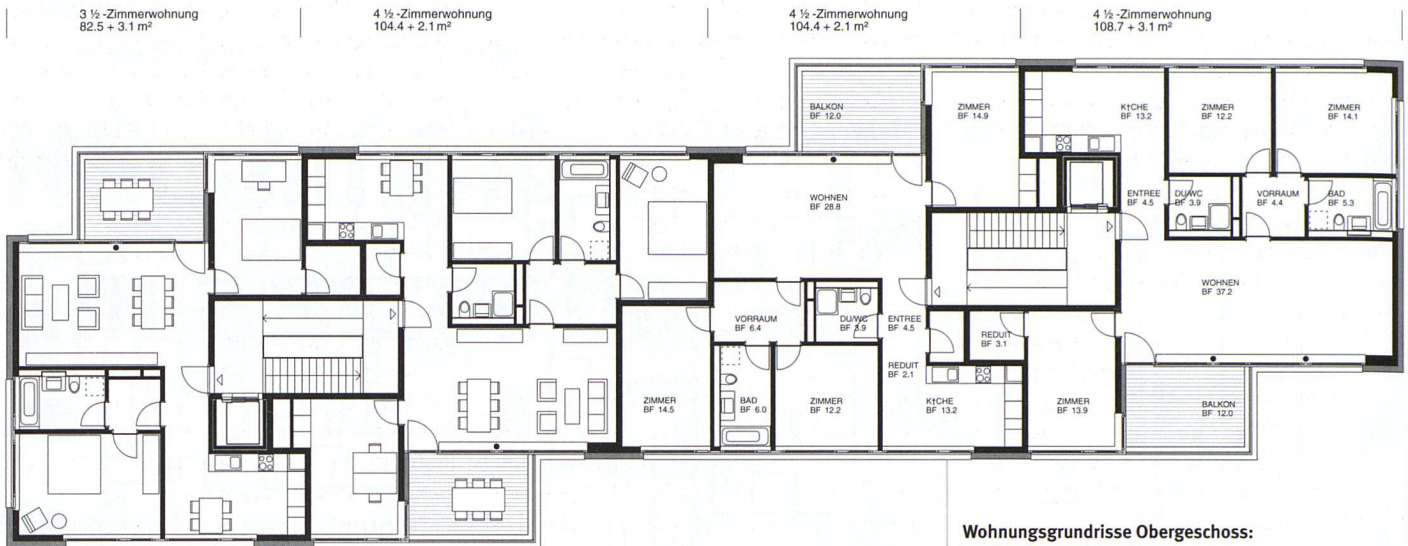 3 ½ -Zimmerwohnung
82.5 + 3.1 m²
4 ½ -Zimmerwohnung
104.4 + 2.1 m²
4 ½ -Zimmerwohnung
104.4 + 2.1 m²
4 ½ -Zimmerwohnung
108.7 + 3.1 m²
BALKON
BF 12.0
ZIMMER
BF 14.9
K†CHE
BF 13.2
ZIMMER
BF 12.2
ZIMMER
BF 14.1
WOHNEN
BF 28.8
ENTREE
BF 4.5
DU/WC
BF 3.9
VORRAUM
BF 4.4
BAD
BF 5.3
WOHNEN
BF 37.2
VORRAUM
BF 6.4
DU/WC
BF 3.9
ENTREE
BF 4.5
REDUIT
BF 3.1
REDUIT
BF 2.1
ZIMMER
BF 14.5
BAD
BF 6.0
ZIMMER
BF 12.2
K†CHE
BF 13.2
ZIMMER
BF 13.9
BALKON
BF 12.0
Wohnungsgrundrisse Obergeschoss: